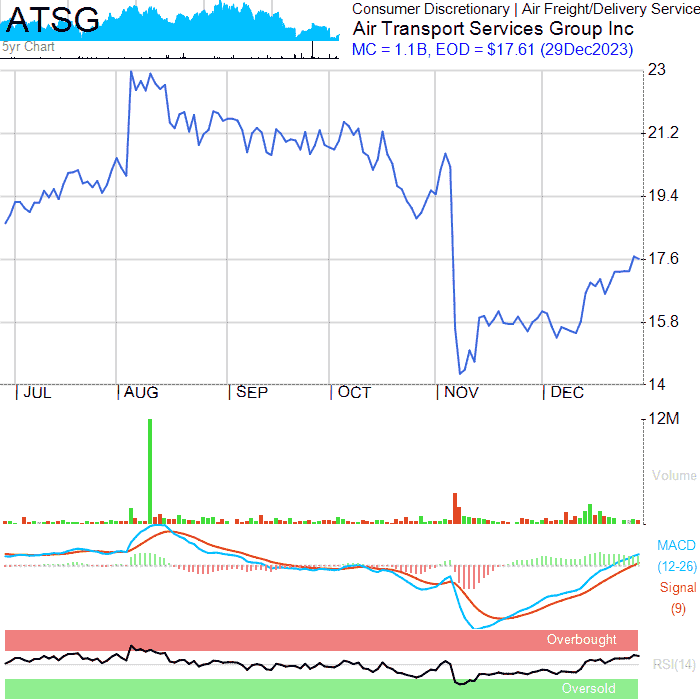 ATSG
5yr Chart
Consumer Discretionary | Air Freight/Delivery Service
Air Transport Services Group Inc
MC = 1.1B, EOD = $17.61 (29Dec2023)
23
21.2
19.4
17.6
15.8
14
JUL AUG SEP OCT NOV DEC
12M
Volume
MACD
(12-26)
Signal
(9)
Overbought
RSI(14)
Oversold